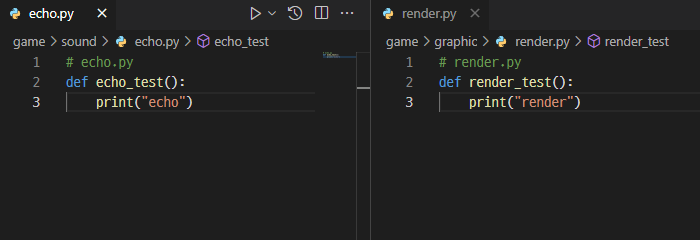 echo.py
game > sound > echo.py > echo_test
1 # echo.py
2 def echo_test():
3 print("echo")
render.py
game > graphic > render.py > render_test
1 # render.py
2 def render_test():
3 print("render")